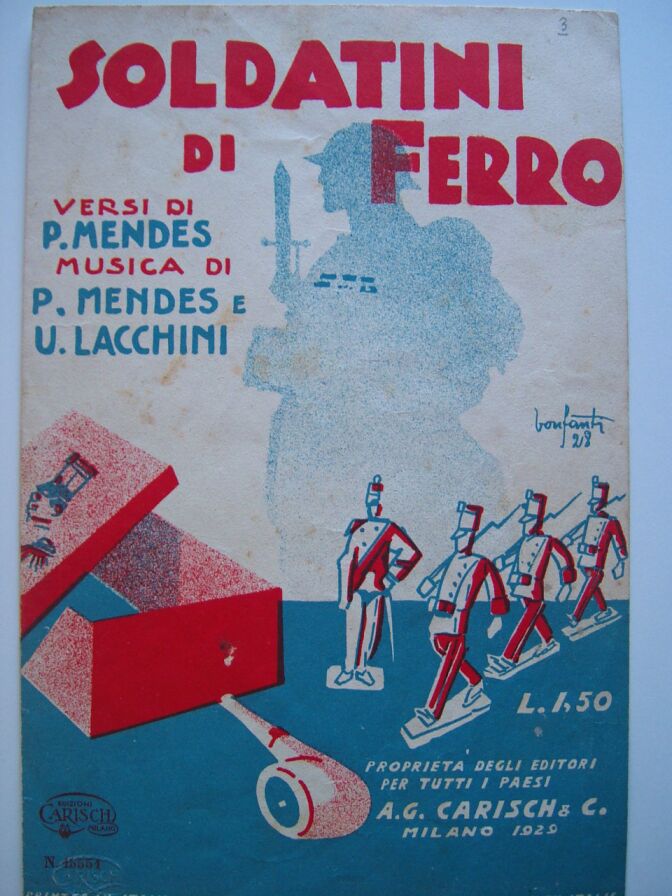 3
SOLDATINI
DI FERRO
VERSI DI
P. MENDES
MUSICA DI
P. MENDES E
U. LACCHINI
bonfanti
28
L. 1,50
PROPRIETÀ DEGLI EDITORI
PER TUTTI I PAESI
A.G. CARISCH & C.
MILANO 1929
EDIZIONI
CARISCH
MILANO